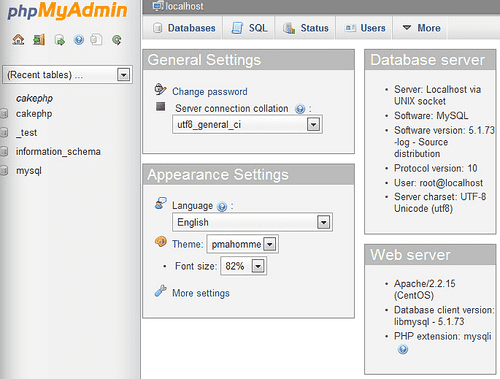 phpMyAdmin
(Recent tables) ...
cakephp
cakephp
_test
information_schema
mysql
localhost
Databases
SQL
Status
Users
More
General Settings
Change password
Server connection collation :
utf8_general_ci
Appearance Settings
Language :
English
Theme: pmahomme
Font size: 82%
More settings
Database server
Server: Localhost via
UNIX socket
Software: MySQL
Software version: 5.1.73
-log - Source
distribution
Protocol version: 10
User: root@localhost
Server charset: UTF-8
Unicode (utf8)
Web server
Apache/2.2.15
(CentOS)
Database client version:
libmysql - 5.1.73
PHP extension: mysqli